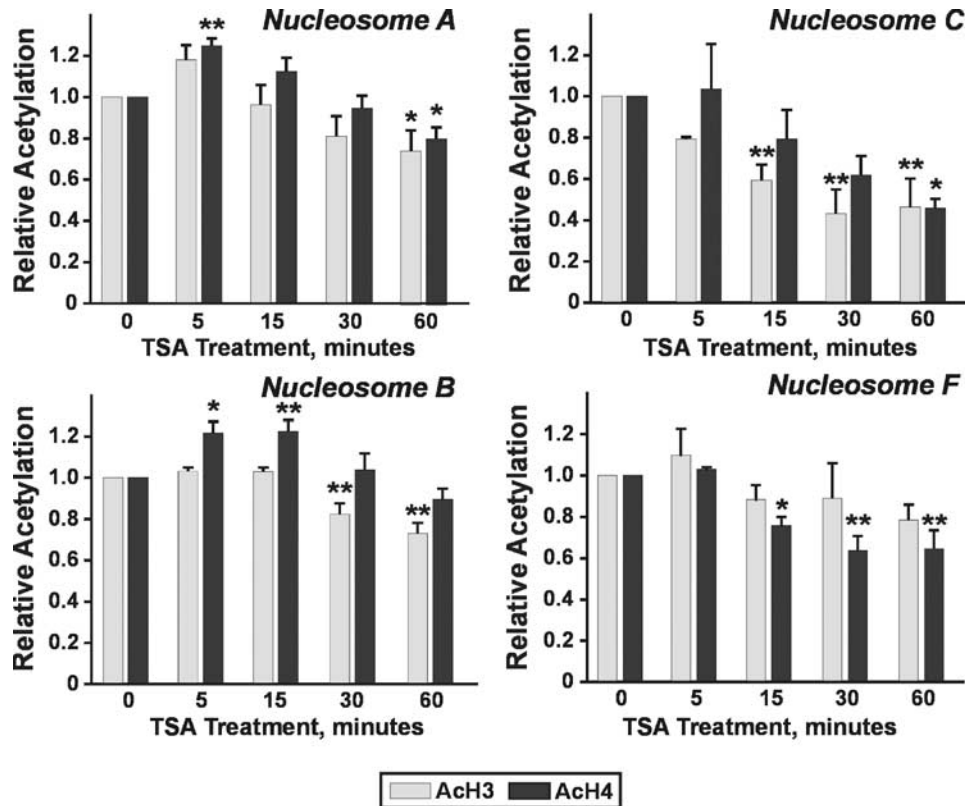 Nucleosome A
Relative Acetylation
1.2
1.0
0.8
0.6
0.4
0.2
0
**
*
*
0 5 15 30 60
TSA Treatment, minutes
Nucleosome C
Relative Acetylation
1.2
1.0
0.8
0.6
0.4
0.2
0
**
**
**
*
0 5 15 30 60
TSA Treatment, minutes
Nucleosome B
Relative Acetylation
1.2
1.0
0.8
0.6
0.4
0.2
0
*
**
**
**
0 5 15 30 60
TSA Treatment, minutes
Nucleosome F
Relative Acetylation
1.2
1.0
0.8
0.6
0.4
0.2
0
*
**
**
0 5 15 30 60
TSA Treatment, minutes
AcH3 AcH4